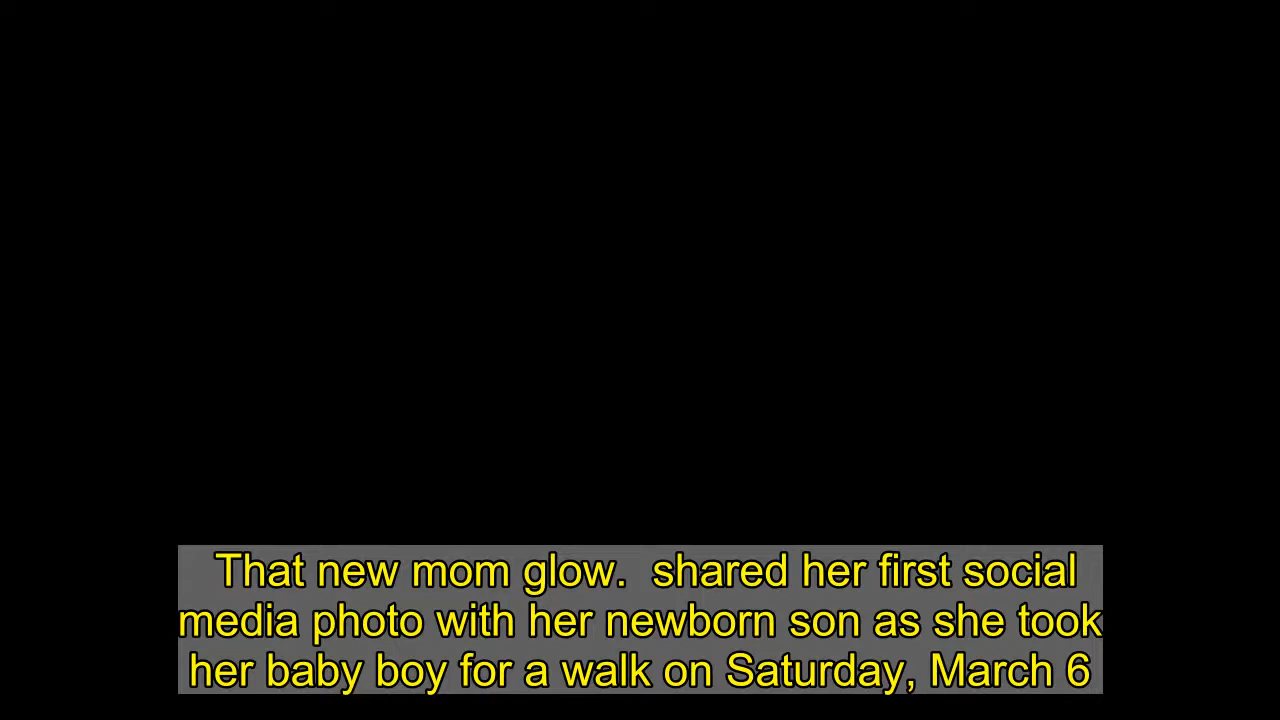 That new mom glow.  shared her first social
media photo with her newborn son as she took
her baby boy for a walk on Saturday, March 6